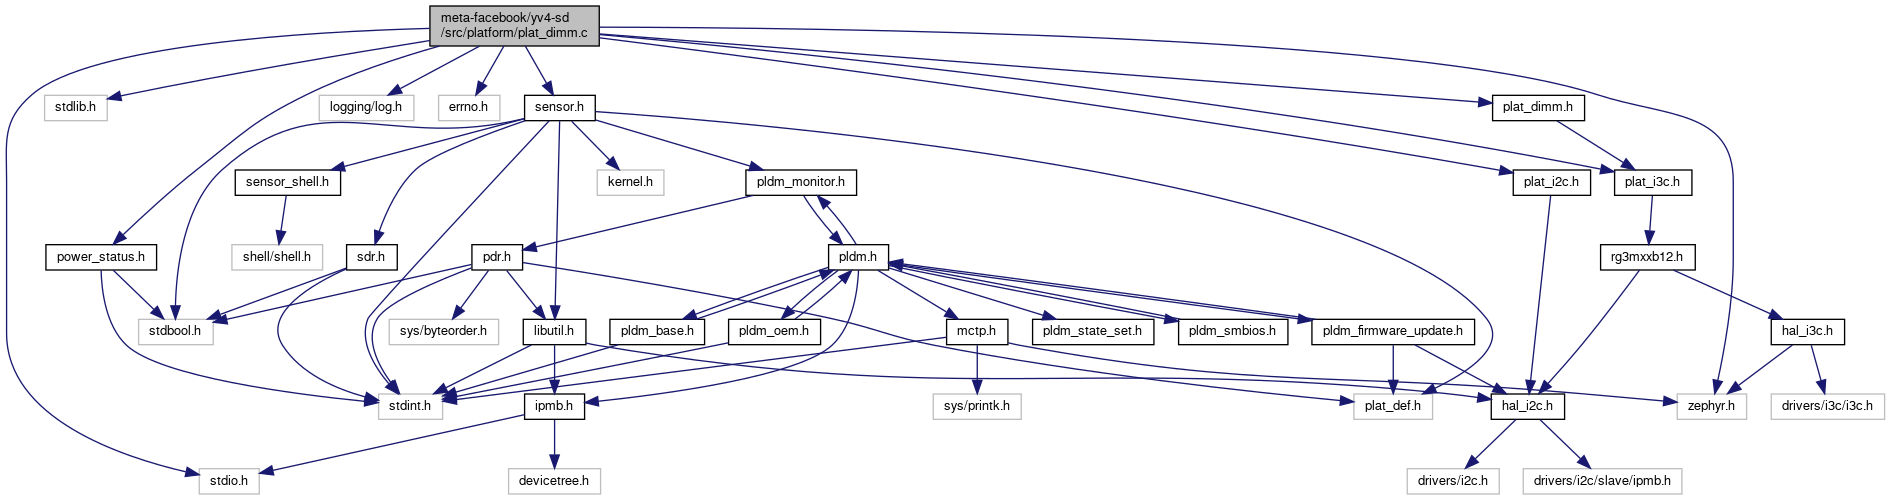 meta-facebook/yv4-sd
/src/platform/plat_dimm.c
stdlib.h
logging/log.h
errno.h
sensor.h
plat_dimm.h
sensor_shell.h
kernel.h
pldm_monitor.h
plat_i2c.h
plat_i3c.h
power_status.h
shell/shell.h
sdr.h
pdr.h
pldm.h
rg3mxxb12.h
stdbool.h
sys/byteorder.h
libutil.h
pldm_base.h
pldm_oem.h
mctp.h
pldm_state_set.h
pldm_smbios.h
pldm_firmware_update.h
hal_i3c.h
stdint.h
ipmb.h
sys/printk.h
plat_def.h
hal_i2c.h
zephyr.h
drivers/i3c/i3c.h
stdio.h
devicetree.h
drivers/i2c.h
drivers/i2c/slave/ipmb.h